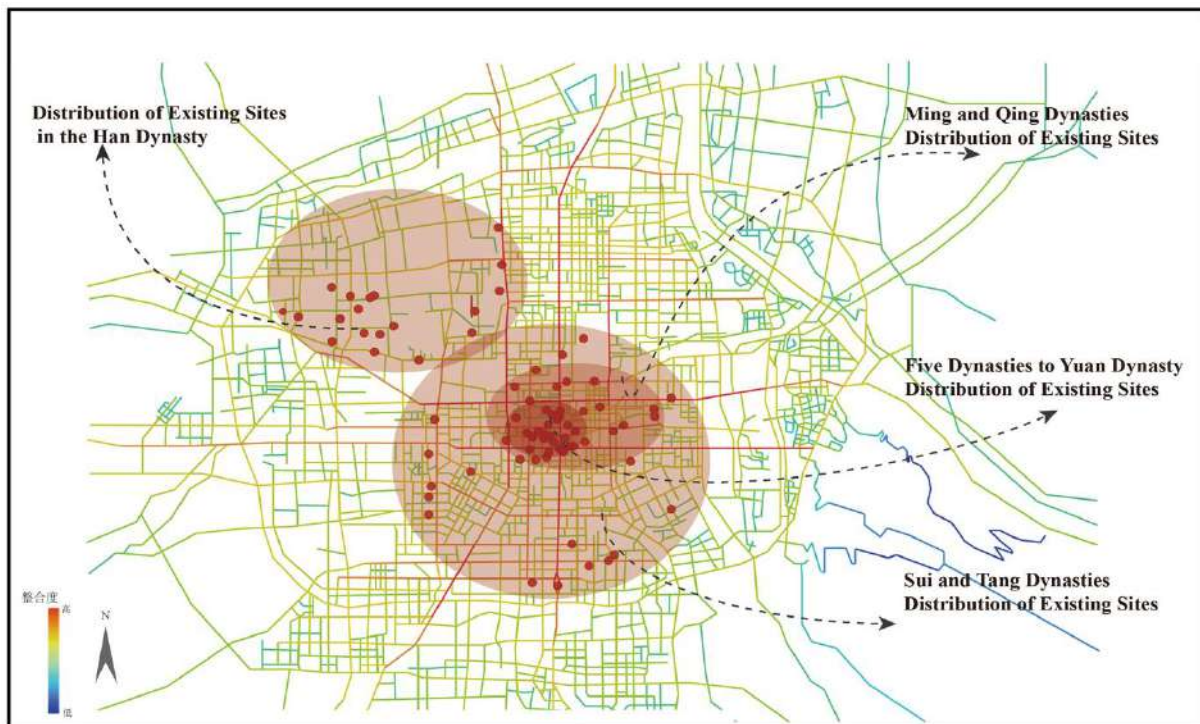 Distribution of Existing Sites
in the Han Dynasty
Ming and Qing Dynasties
Distribution of Existing Sites
Five Dynasties to Yuan Dynasty
Distribution of Existing Sites
Sui and Tang Dynasties
Distribution of Existing Sites
整合度
高
低
N